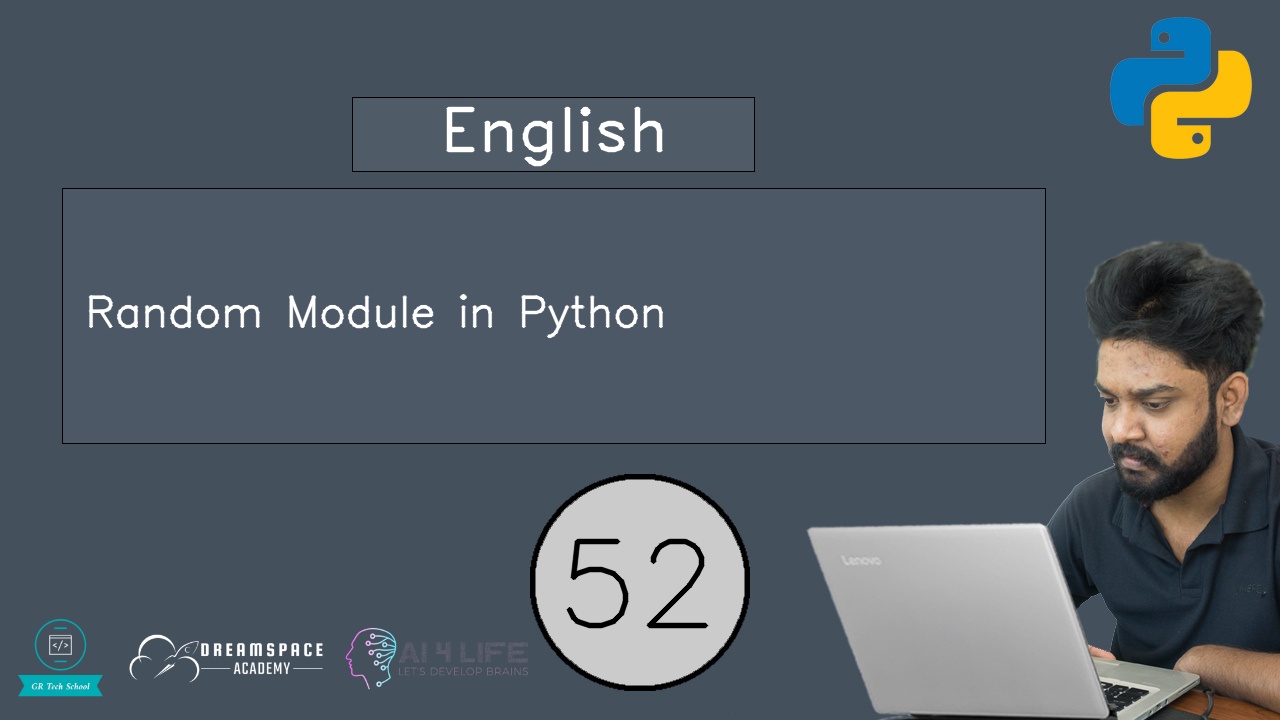 English
Random Module in Python
52
Lenovo
</>
GR Tech School
DREAMSPACE
ACADEMY
AI 4 LIFE
LET'S DEVELOP BRAINS